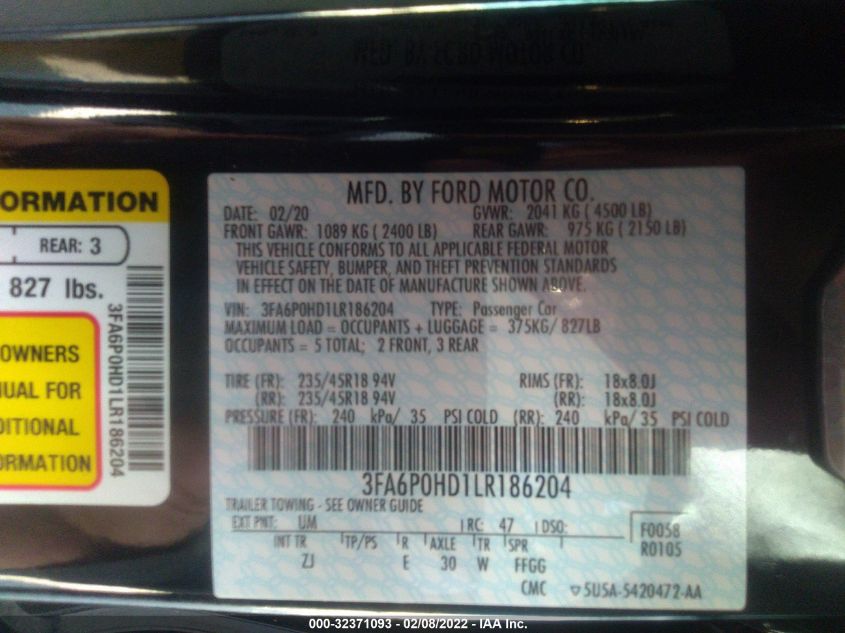 MFD. BY FORD MOTOR CO.
DATE: 02/20 GVWR: 2041 KG ( 4500 LB)
FRONT GAWR: 1089 KG ( 2400 LB) REAR GAWR: 975 KG ( 2150 LB)
THIS VEHICLE CONFORMS TO ALL APPLICABLE FEDERAL MOTOR
VEHICLE SAFETY, BUMPER, AND THEFT PREVENTION STANDARDS
IN EFFECT ON THE DATE OF MANUFACTURE SHOWN ABOVE.
VIN: 3FA6P0HD1LR186204 TYPE: Passenger Car
MAXIMUM LOAD = OCCUPANTS + LUGGAGE = 375KG/ 827LB
OCCUPANTS = 5 TOTAL; 2 FRONT, 3 REAR
TIRE (FR): 235/45R18 94V RIMS (FR): 18x8.0J
(RR): 235/45R18 94V (RR): 18x8.0J
PRESSURE (FR): 240 kPa/ 35 PSI COLD (RR): 240 kPa/ 35 PSI COLD
3FA6P0HD1LR186204
TRAILER TOWING - SEE OWNER GUIDE
EXT PNT: UM RC: 47 DSO: F0058
INT TR TP/PS R AXLE TR SPR R0105
ZJ E 30 W FFGG
CMC 5U5A-5420472-AA
ORMATION
REAR: 3
827 lbs.
OWNERS
NUAL FOR
DITIONAL
ORMATION
3FA6P0HD1LR186204
000-32371093 - 02/08/2022 - IAA Inc.